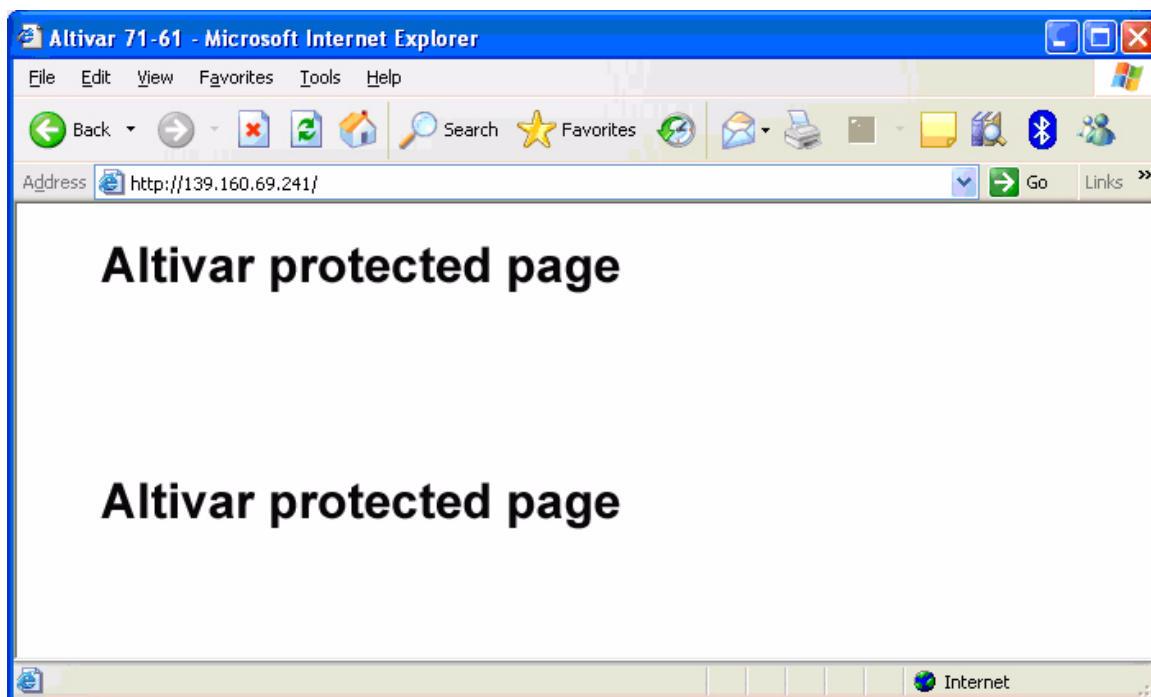 Altivar 71-61 - Microsoft Internet Explorer
File Edit View Favorites Tools Help
Back Search Favorites
Address http://139.160.69.241/ Go Links »
Altivar protected page
Altivar protected page
Internet